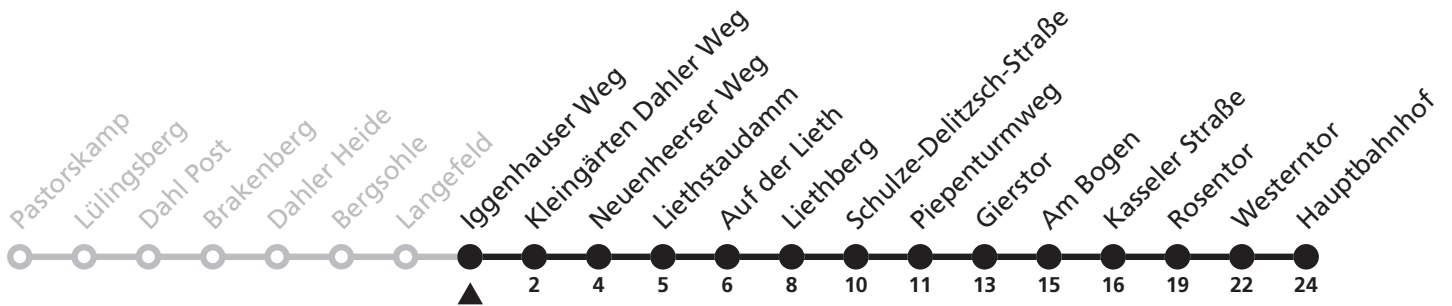 Pastorskamp
Lülingsberg
Dahl Post
Brakenberg
Dahler Heide
Bergsohle
Langefeld
Iggenhauser Weg
Kleingärten Dahler Weg
Neuenheerser Weg
Liethstaudamm
Auf der Lieth
Liethberg
Schulze-Delitzsch-Straße
Piepenturmweg
Gierstor
Am Bogen
Kasseler Straße
Rosentor
Westerntor
Hauptbahnhof
2 4 5 6 8 10 11 13 15 16 19 22 24